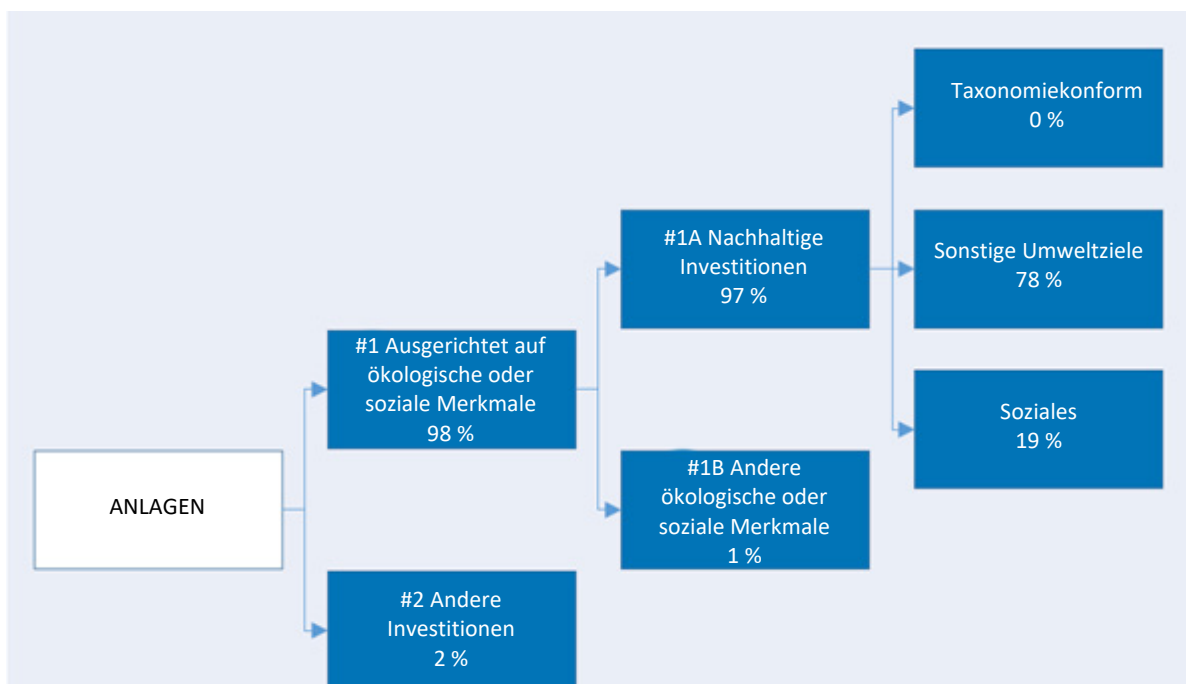 ANLAGEN
#1 Ausgerichtet auf
ökologische oder
soziale Merkmale
98 %
#2 Andere
Investitionen
2 %
#1A Nachhaltige
Investitionen
97 %
#1B Andere
ökologische oder
soziale Merkmale
1 %
Taxonomiekonform
0 %
Sonstige Umweltziele
78 %
Soziales
19 %